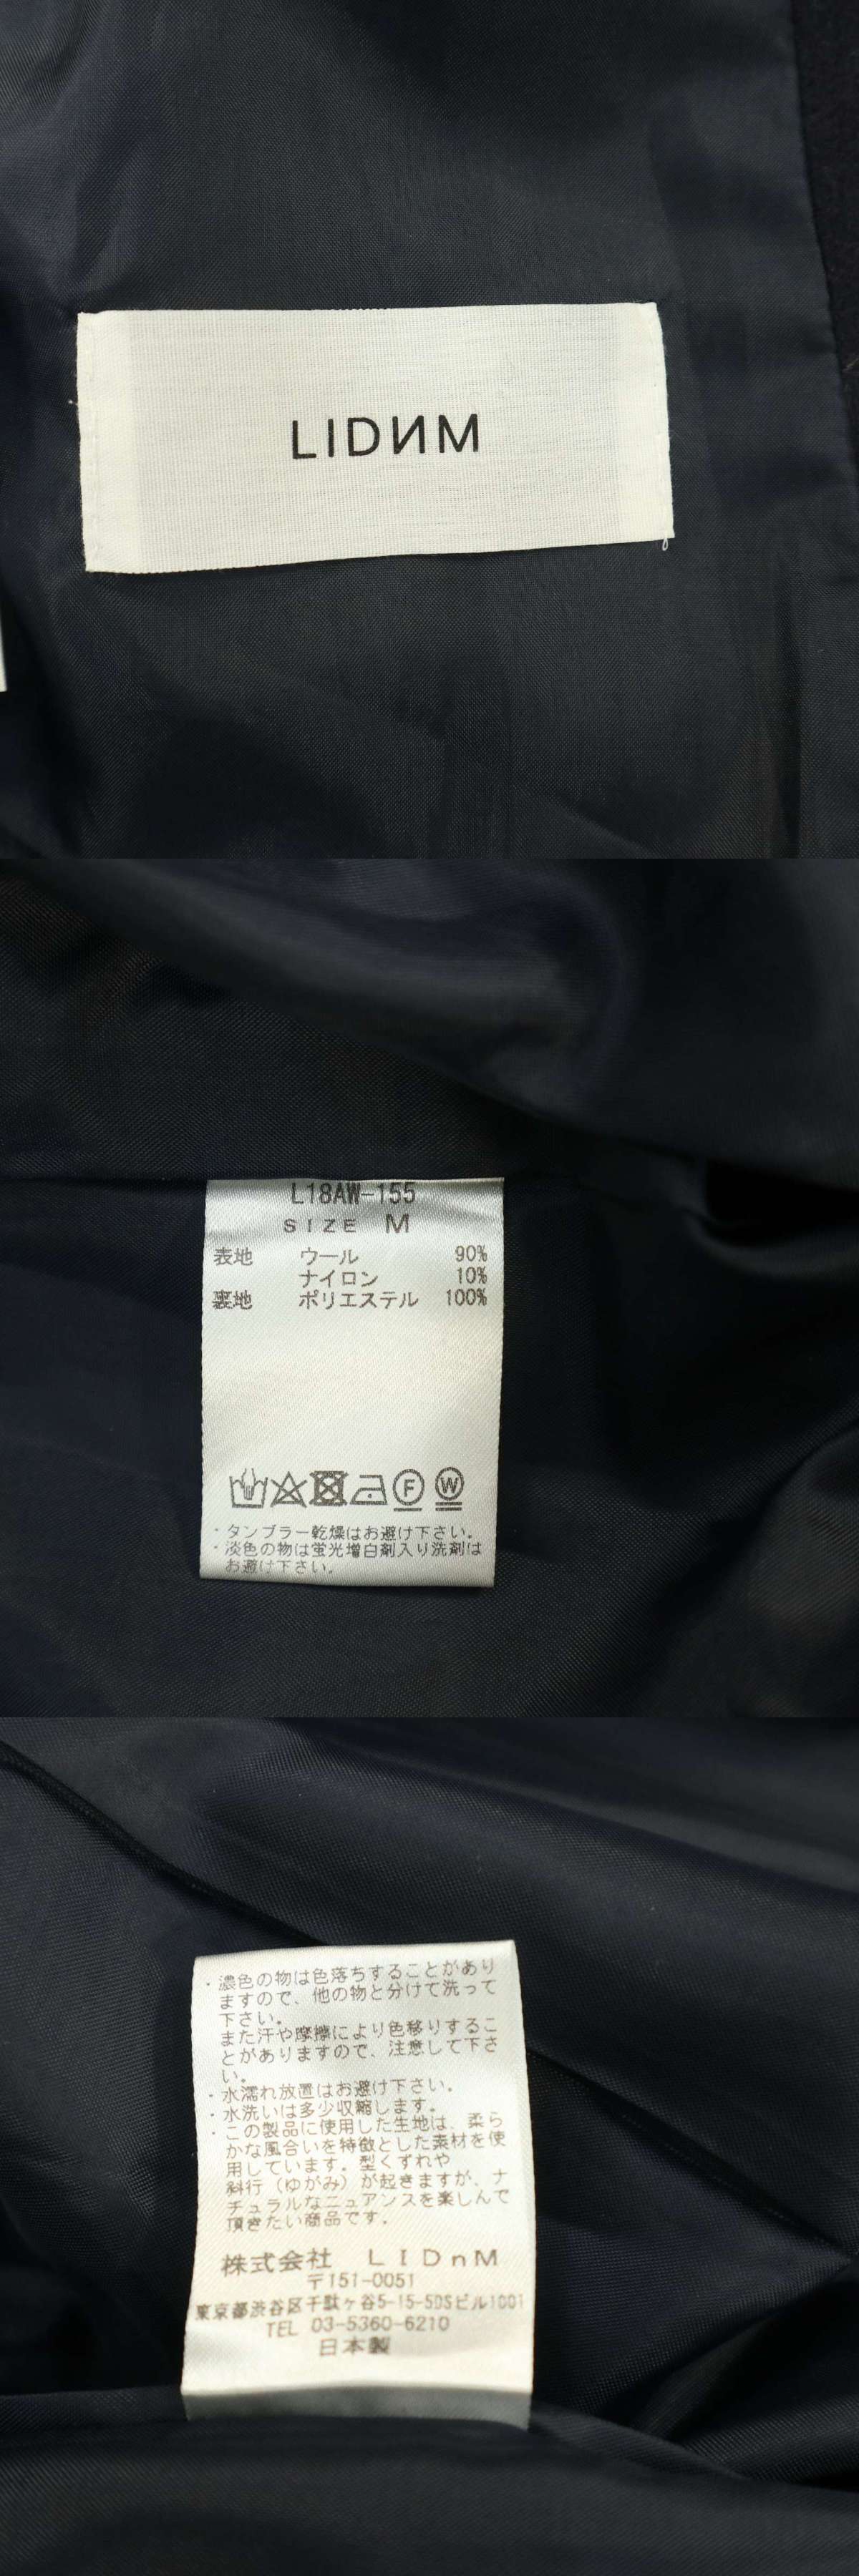 LIDИM
L18AW-155
SIZE M
表地 ウール 90%
ナイロン 10%
裏地 ポリエステル 100%
F W
・タンブラー乾燥はお避け下さい。
・淡色の物は蛍光増白剤入り洗剤は
お避け下さい。
・濃色の物は色落ちすることがあり
ますので、他の物と分けて洗って
下さい。
また汗や摩擦により色移りするこ
とがありますので、注意して下さ
い。
・水濡れ放置はお避け下さい。
・水洗いは多少収縮します。
・この製品に使用した生地は、柔ら
かな風合いを特徴とした素材を使
用しています。型くずれや
斜行（ゆがみ）が起きますが、ナ
チュラルなニュアンスを楽しんで
頂きたい商品です。
株式会社 LIDnM
〒151-0051
東京都渋谷区千駄ヶ谷5-15-5DSビル1001
TEL 03-5360-6210
日本製